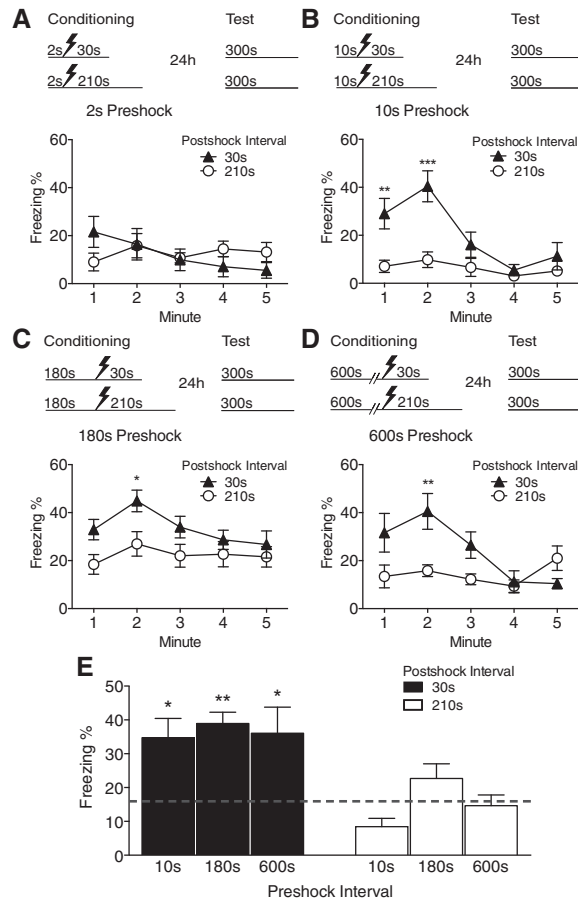 A
Conditioning Test
2s 30s 24h 300s
2s 210s 300s
2s Preshock
Postshock Interval
30s
210s
Freezing %
60
40
20
0
1 2 3 4 5
Minute
B
Conditioning Test
10s 30s 24h 300s
10s 210s 300s
10s Preshock
Postshock Interval
30s
210s
Freezing %
60
40
20
0
** ***
1 2 3 4 5
Minute
C
Conditioning Test
180s 30s 24h 300s
180s 210s 300s
180s Preshock
Postshock Interval
30s
210s
Freezing %
60
40
20
0
*
1 2 3 4 5
Minute
D
Conditioning Test
600s 30s 24h 300s
600s 210s 300s
600s Preshock
Postshock Interval
30s
210s
Freezing %
60
40
20
0
**
1 2 3 4 5
Minute
E
Postshock Interval
30s
210s
Freezing %
50
40
30
20
10
0
* ** *
10s 180s 600s 10s 180s 600s
Preshock Interval